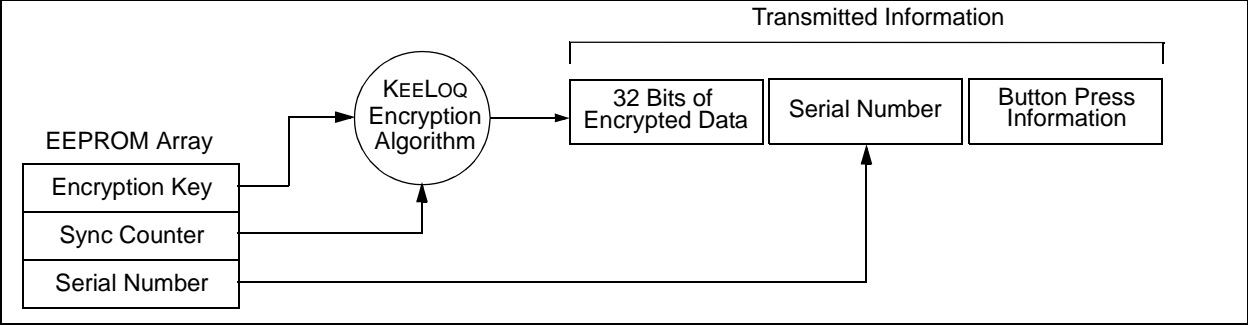 Transmitted Information
KEELOQ
Encryption
Algorithm
32 Bits of
Encrypted Data
Serial Number
Button Press
Information
EEPROM Array
Encryption Key
Sync Counter
Serial Number